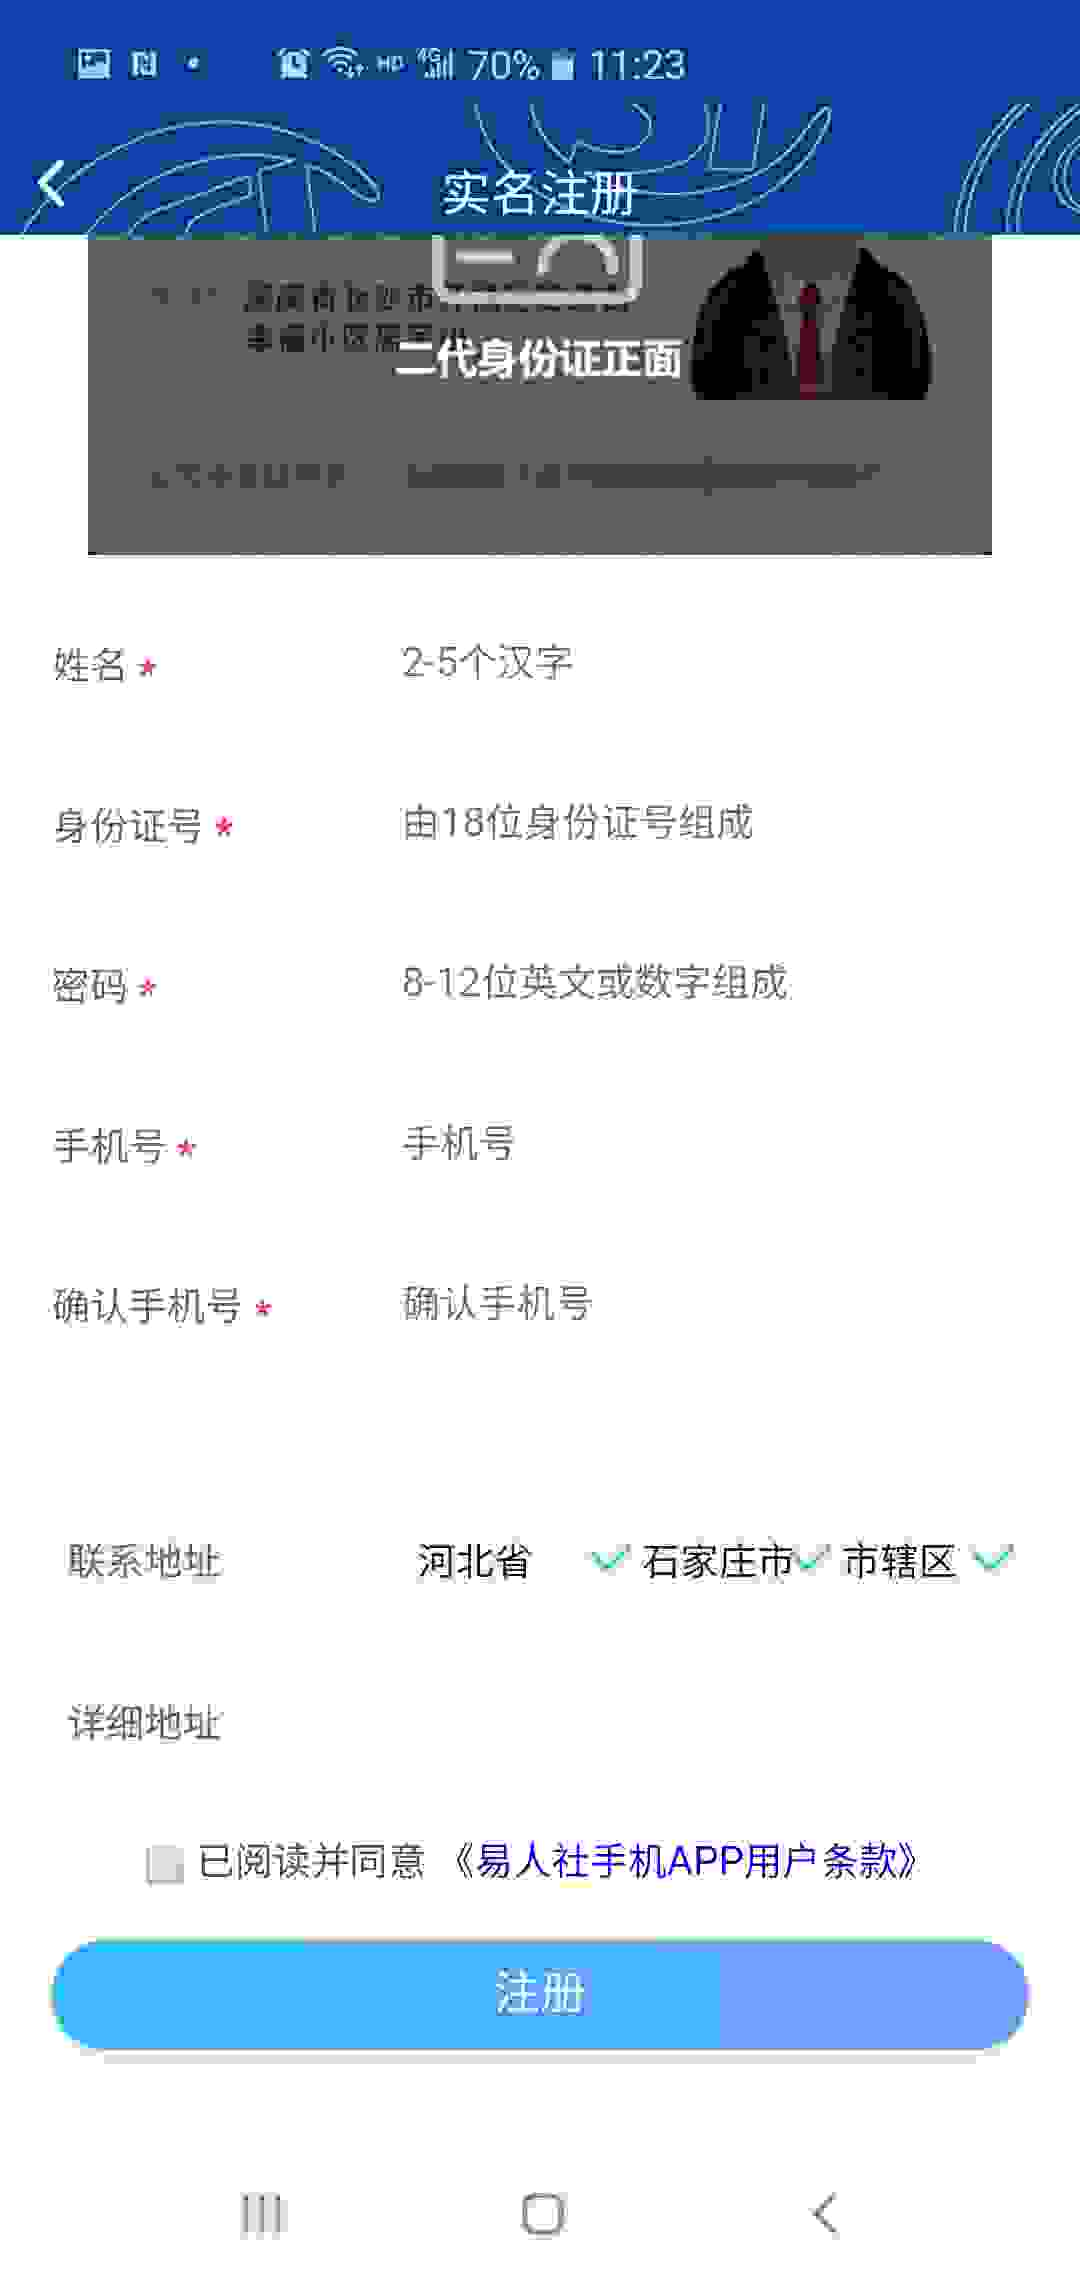 HD 4G 70% 11:23
实名注册
二代身份证正面
姓名 * 2-5个汉字
身份证号 * 由18位身份证号组成
密码 * 8-12位英文或数字组成
手机号 * 手机号
确认手机号 * 确认手机号
联系地址 河北省 石家庄市 市辖区
详细地址
已阅读并同意《易人社手机APP用户条款》
注册